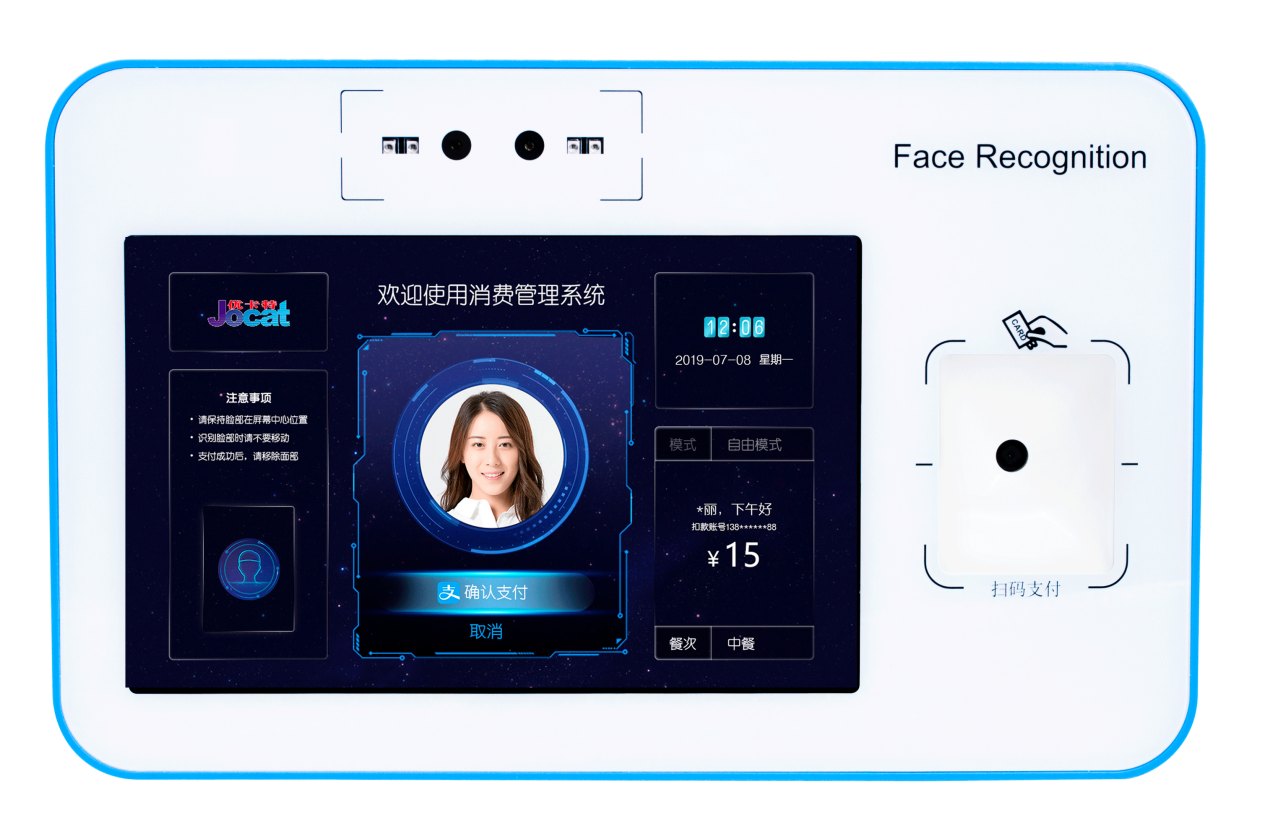 Face Recognition
优卡特
Jocat
欢迎使用消费管理系统
12:06
2019-07-08 星期一
注意事项
• 请保持脸部在屏幕中心位置
• 识别脸部时请不要移动
• 支付成功后，请移除面部
模式 自由模式
*丽，下午好
扣款账号138******88
¥15
支 确认支付
取消
餐次 中餐
CARD
扫码支付